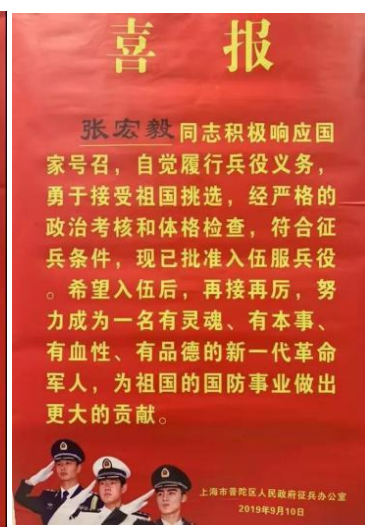 喜报
张宏毅同志积极响应国
家号召，自觉履行兵役义务，
勇于接受祖国挑选，经严格的
政治考核和体格检查，符合征
兵条件，现已批准入伍服兵役
。希望入伍后，再接再厉，努
力成为一名有灵魂、有本事、
有血性、有品德的新一代革命
军人，为祖国的国防事业做出
更大的贡献。
上海市普陀区人民政府征兵办公室
2019年9月10日